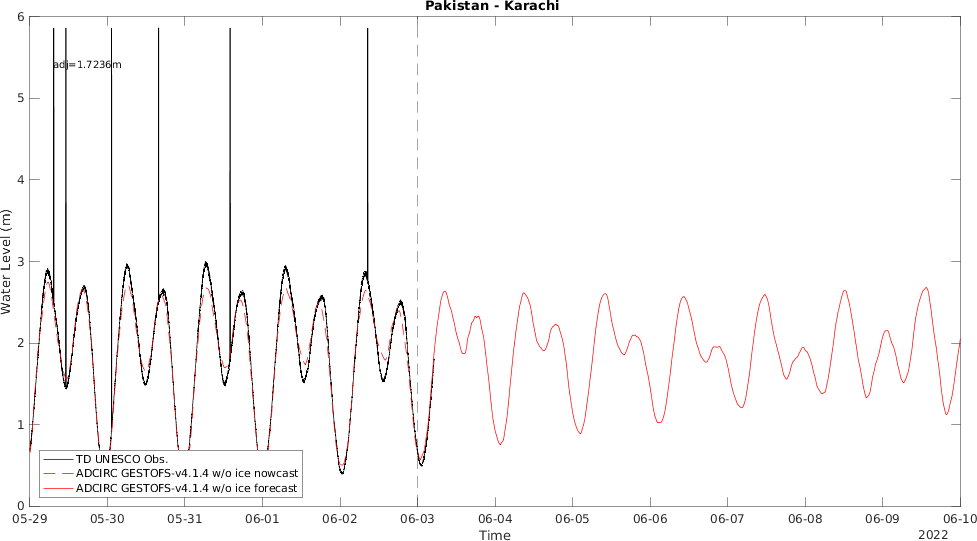 Pakistan - Karachi
6
adj=1.7236m
5
4
3
2
1
0
Water Level (m)
TD UNESCO Obs.
ADCIRC GESTOFS-v4.1.4 w/o ice nowcast
ADCIRC GESTOFS-v4.1.4 w/o ice forecast
05-29 05-30 05-31 06-01 06-02 06-03 06-04 06-05 06-06 06-07 06-08 06-09 06-10
Time
2022